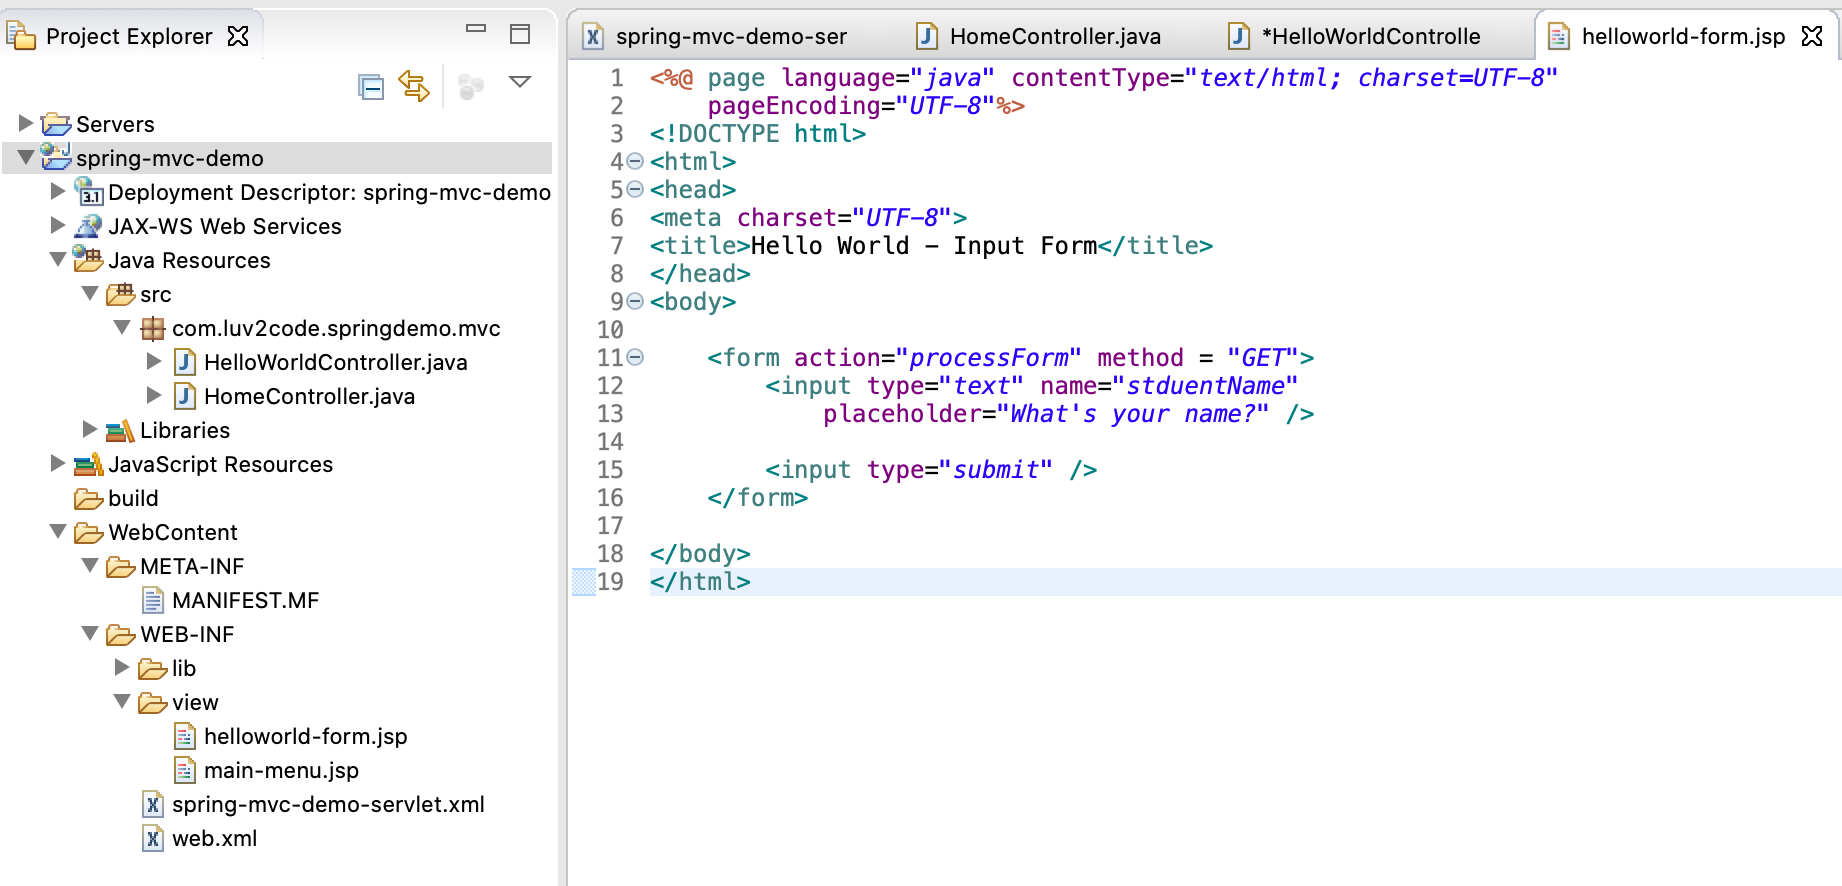 Project Explorer
Servers
spring-mvc-demo
Deployment Descriptor: spring-mvc-demo
3.1
JAX-WS Web Services
Java Resources
src
com.luv2code.springdemo.mvc
HelloWorldController.java
HomeController.java
Libraries
JavaScript Resources
build
WebContent
META-INF
MANIFEST.MF
WEB-INF
lib
view
helloworld-form.jsp
main-menu.jsp
spring-mvc-demo-servlet.xml
web.xml
spring-mvc-demo-ser HomeController.java *HelloWorldControlle helloworld-form.jsp
1 <%@ page language="java" contentType="text/html; charset=UTF-8"
2     pageEncoding="UTF-8"%>
3 <!DOCTYPE html>
4 <html>
5 <head>
6 <meta charset="UTF-8">
7 <title>Hello World - Input Form</title>
8 </head>
9 <body>
10
11     <form action="processForm" method = "GET">
12         <input type="text" name="stduentName"
13             placeholder="What's your name?" />
14
15         <input type="submit" />
16     </form>
17
18 </body>
19 </html>